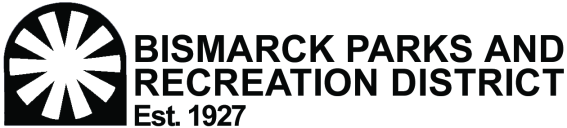 BISMARCK PARKS AND
RECREATION DISTRICT
Est. 1927